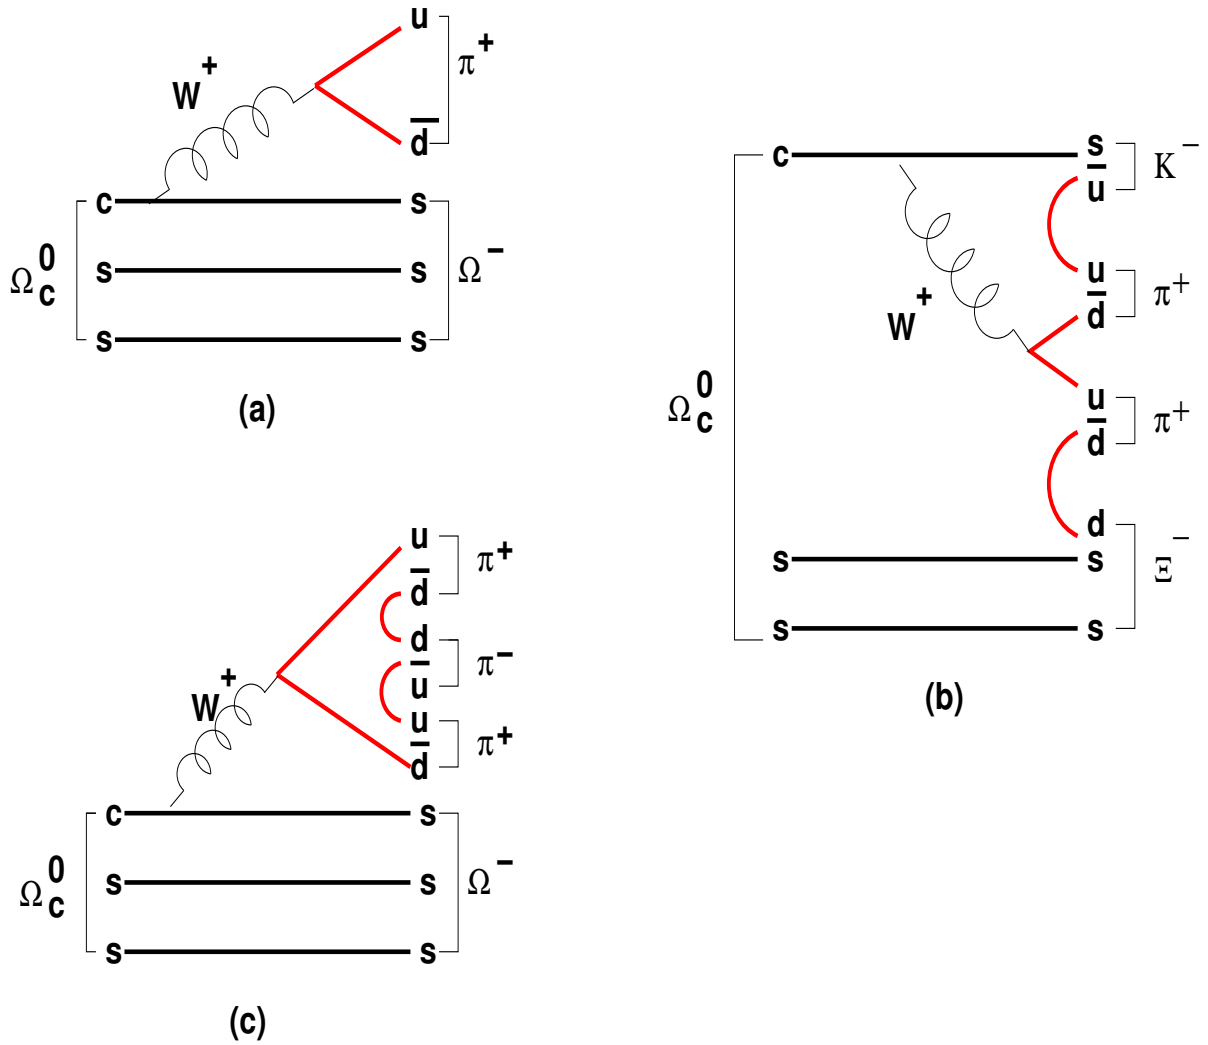 u
π+
W+
d̅
c s
Ω0c s s Ω−
s s
(a)
c s K−
u̅
u π+
W+ d̅
Ω0c u π+
d̅
d
s s Ξ−
s s
(b)
u π+
d̅
d π−
W+ u̅
u π+
d̅
c s
Ω0c s s Ω−
s s
(c)